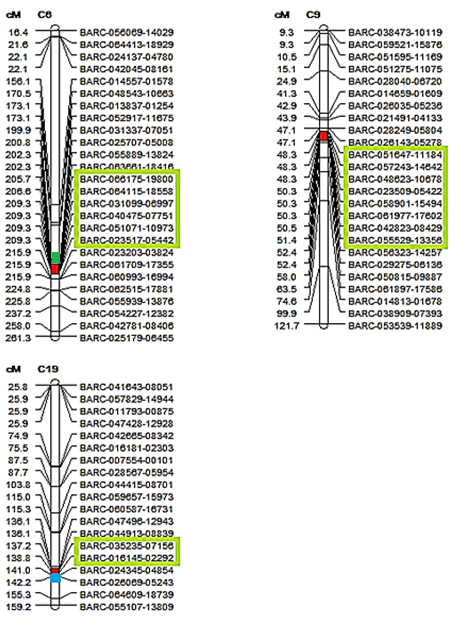 cM C6
16.4 BARC-056069-14029
21.6 BARC-064413-18929
22.1 BARC-024137-04780
22.1 BARC-042045-08161
156.1 BARC-014557-01578
170.5 BARC-048543-10663
173.1 BARC-013837-01254
173.1 BARC-052917-11675
199.9 BARC-031337-07051
200.8 BARC-025707-05008
202.3 BARC-055889-13824
202.3 BARC-063661-18416
205.7 BARC-066175-19800
206.6 BARC-064115-18558
209.3 BARC-031099-06997
209.3 BARC-040475-07751
209.3 BARC-051071-10973
209.3 BARC-023517-05442
215.9 BARC-023203-03824
215.9 BARC-061709-17355
215.9 BARC-060993-16994
224.8 BARC-062515-17881
225.8 BARC-055939-13876
237.2 BARC-054227-12382
258.0 BARC-042781-08406
261.3 BARC-025179-06455
cM C9
9.3 BARC-038473-10119
9.3 BARC-059521-15876
10.5 BARC-051595-11169
15.1 BARC-051275-11075
24.9 BARC-028040-06720
41.3 BARC-014659-01609
42.9 BARC-026035-05236
43.9 BARC-021491-04133
47.1 BARC-028249-05804
47.1 BARC-026143-05278
48.3 BARC-051647-11184
48.3 BARC-057243-14642
48.3 BARC-048623-10678
50.3 BARC-023509-05422
50.3 BARC-058901-15494
50.3 BARC-061977-17602
50.5 BARC-042823-08429
51.4 BARC-055527-13356
52.4 BARC-056323-14257
52.4 BARC-029275-06136
58.0 BARC-050815-09887
63.5 BARC-061897-17586
74.6 BARC-014813-01678
99.9 BARC-038909-07393
121.7 BARC-053539-11889
cM C19
25.8 BARC-041643-08051
25.9 BARC-057829-14944
25.9 BARC-011793-00875
25.9 BARC-047428-12928
74.9 BARC-042665-08342
75.5 BARC-016181-02303
87.5 BARC-007554-00101
87.7 BARC-028567-05954
103.8 BARC-044415-08701
115.0 BARC-059657-15973
115.3 BARC-060587-16731
136.1 BARC-047496-12943
136.1 BARC-044913-08839
137.2 BARC-035235-07156
138.8 BARC-016145-02292
141.0 BARC-024345-04854
142.2 BARC-026069-05243
155.3 BARC-064609-18739
159.2 BARC-055107-13809